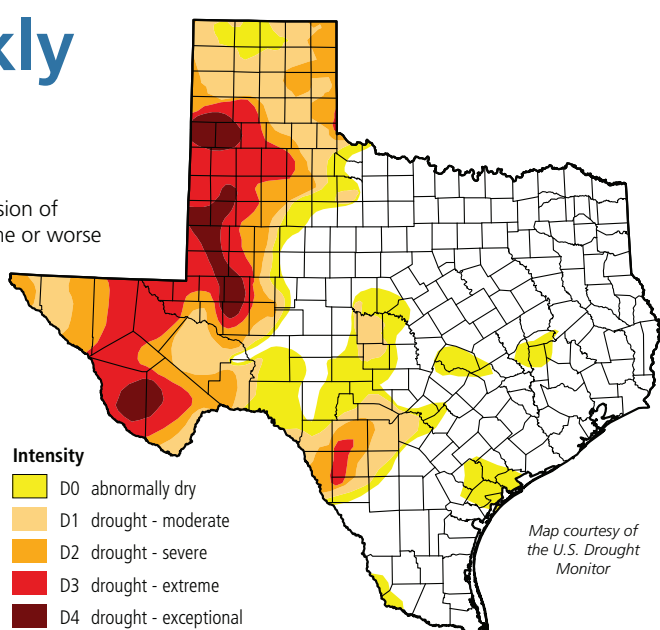 kly
sion of
ne or worse
Intensity
D0 abnormally dry
D1 drought - moderate
D2 drought - severe
D3 drought - extreme
D4 drought - exceptional
Map courtesy of
the U.S. Drought
Monitor